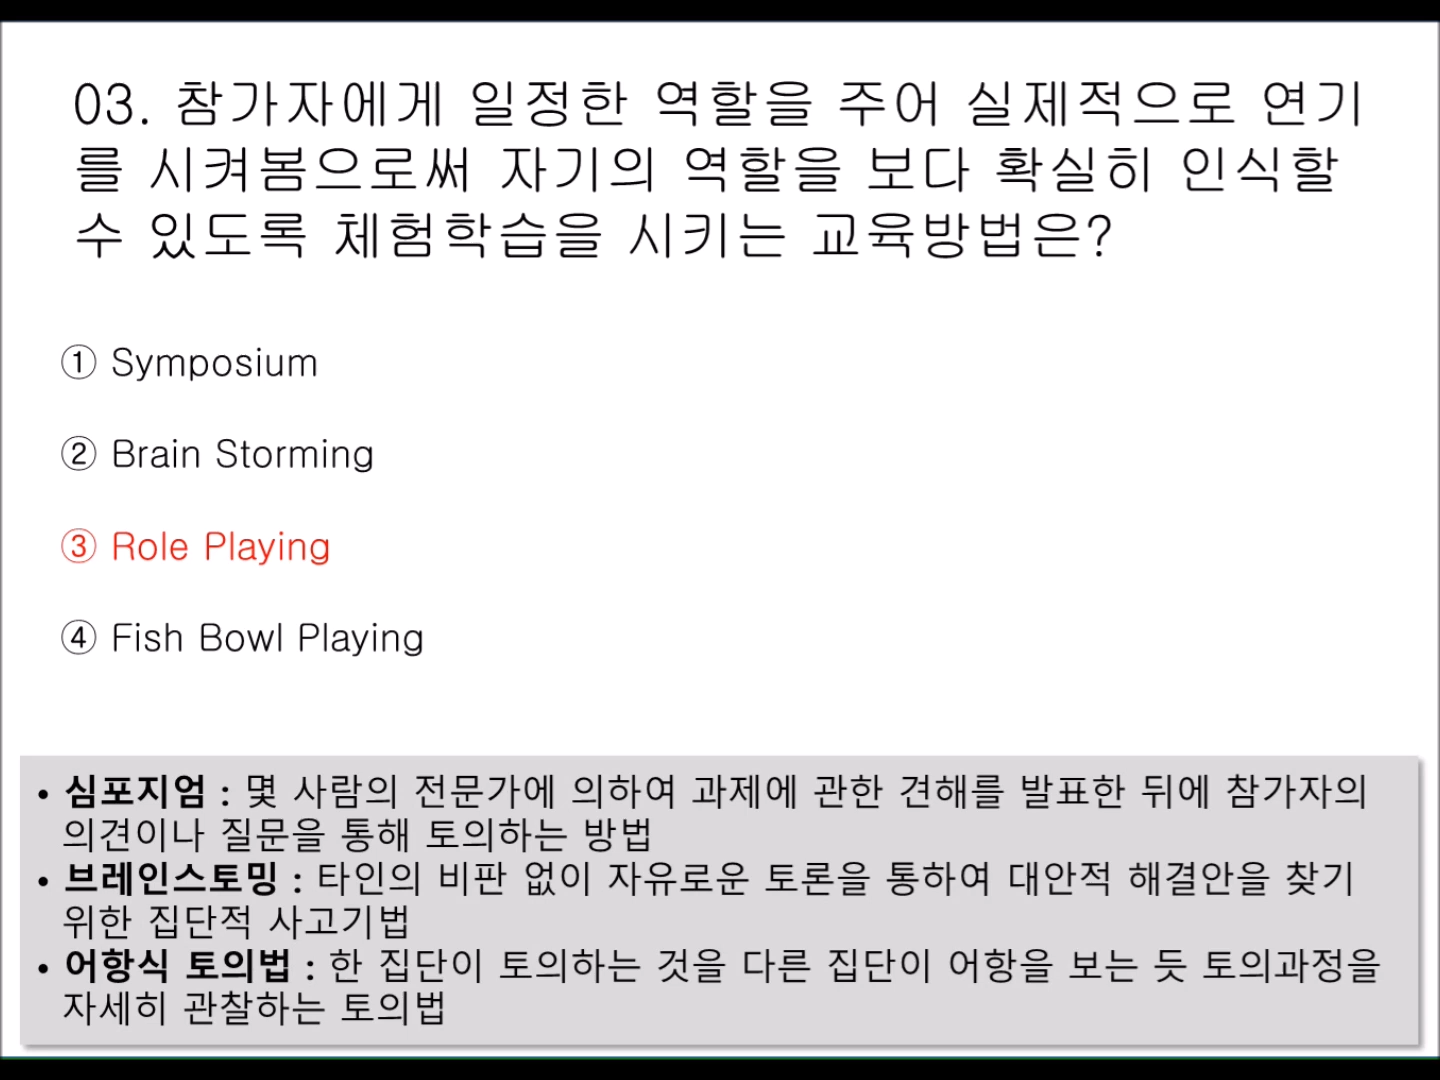 03. 참가자에게 일정한 역할을 주어 실제적으로 연기
를 시켜봄으로써 자기의 역할을 보다 확실히 인식할
수 있도록 체험학습을 시키는 교육방법은?
① Symposium
② Brain Storming
③ Role Playing
④ Fish Bowl Playing
• 심포지엄 : 몇 사람의 전문가에 의하여 과제에 관한 견해를 발표한 뒤에 참가자의
의견이나 질문을 통해 토의하는 방법
• 브레인스토밍 : 타인의 비판 없이 자유로운 토론을 통하여 대안적 해결안을 찾기
위한 집단적 사고기법
• 어항식 토의법 : 한 집단이 토의하는 것을 다른 집단이 어항을 보는 듯 토의과정을
자세히 관찰하는 토의법